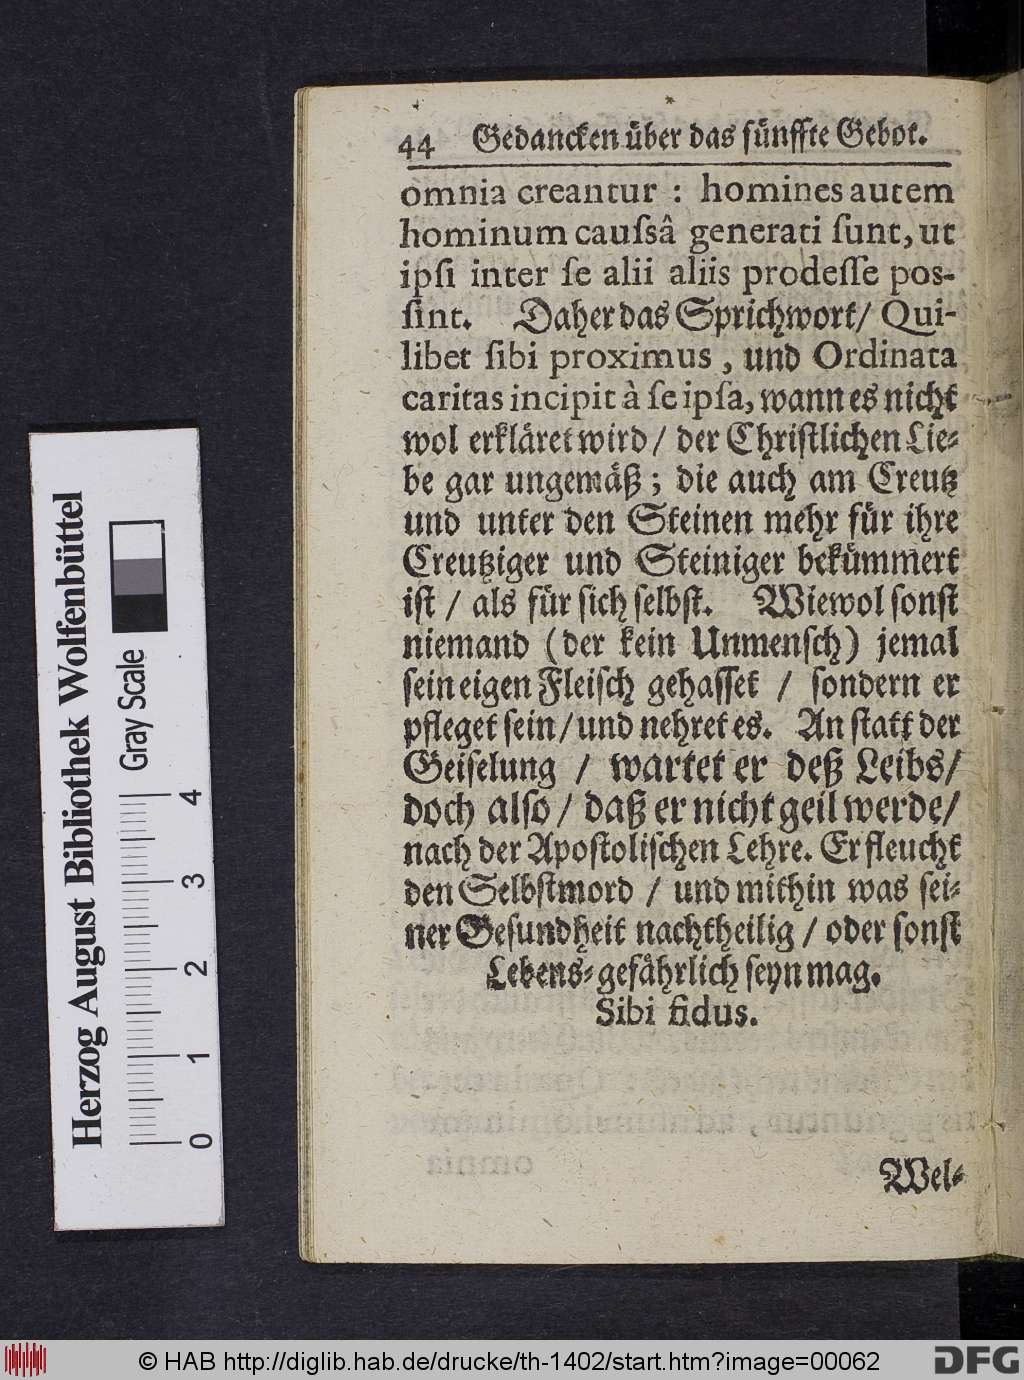 44 Gedancken über das fünffte Gebot.
omnia creantur : homines autem
hominum cauſsâ generati ſunt, ut
ipſi inter ſe alii aliis prodeſſe pos-
ſint. Daher das Sprichwort/ Qui-
libet ſibi proximus , und Ordinata
caritas incipit à ſe ipſa, wann es nicht
wol erkläret wird / der Chriſtlichen Lie-
be gar ungemäß ; die auch am Creutz
und unter den Steinen mehr für ihre
Creutziger und Steiniger bekümmert
iſt / als für ſich ſelbſt. Wiewol ſonſt
niemand (der kein Unmenſch) jemal
ſein eigen Fleiſch gehaſſet / ſondern er
pfleget ſein / und nehret es. An ſtatt der
Geiſelung / wartet er deß Leibs/
doch alſo / daß er nicht geil werde/
nach der Apoſtoliſchen Lehre. Er fleucht
den Selbſtmord / und mithin was ſei-
ner Geſundheit nachtheilig / oder ſonſt
Lebens-gefährlich ſeyn mag.
Sibi fidus.
Wel-
Herzog August Bibliothek Wolfenbüttel
Gray Scale
0 1 2 3 4
© HAB http://diglib.hab.de/drucke/th-1402/start.htm?image=00062
DFG